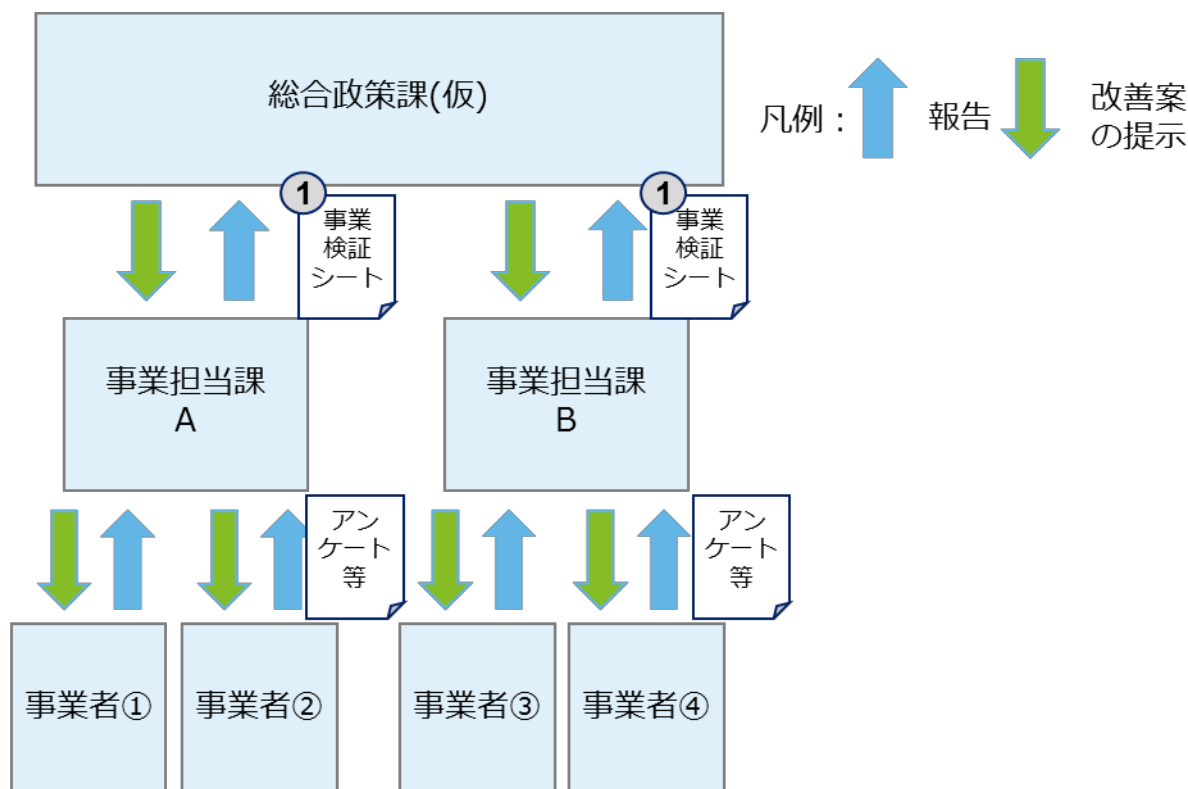 総合政策課(仮)
凡例：
報告
改善案
の提示
1
事業
検証
シート
1
事業
検証
シート
事業担当課
A
事業担当課
B
アン
ケート
等
アン
ケート
等
事業者①
事業者②
事業者③
事業者④